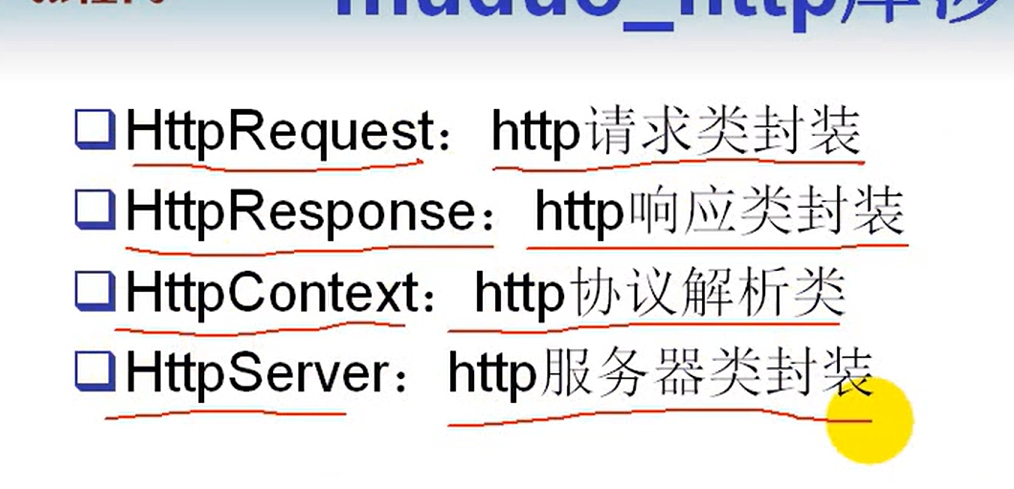 muduo_http库涉
HttpRequest：http请求类封装
HttpResponse：http响应类封装
HttpContext：http协议解析类
HttpServer：http服务器类封装